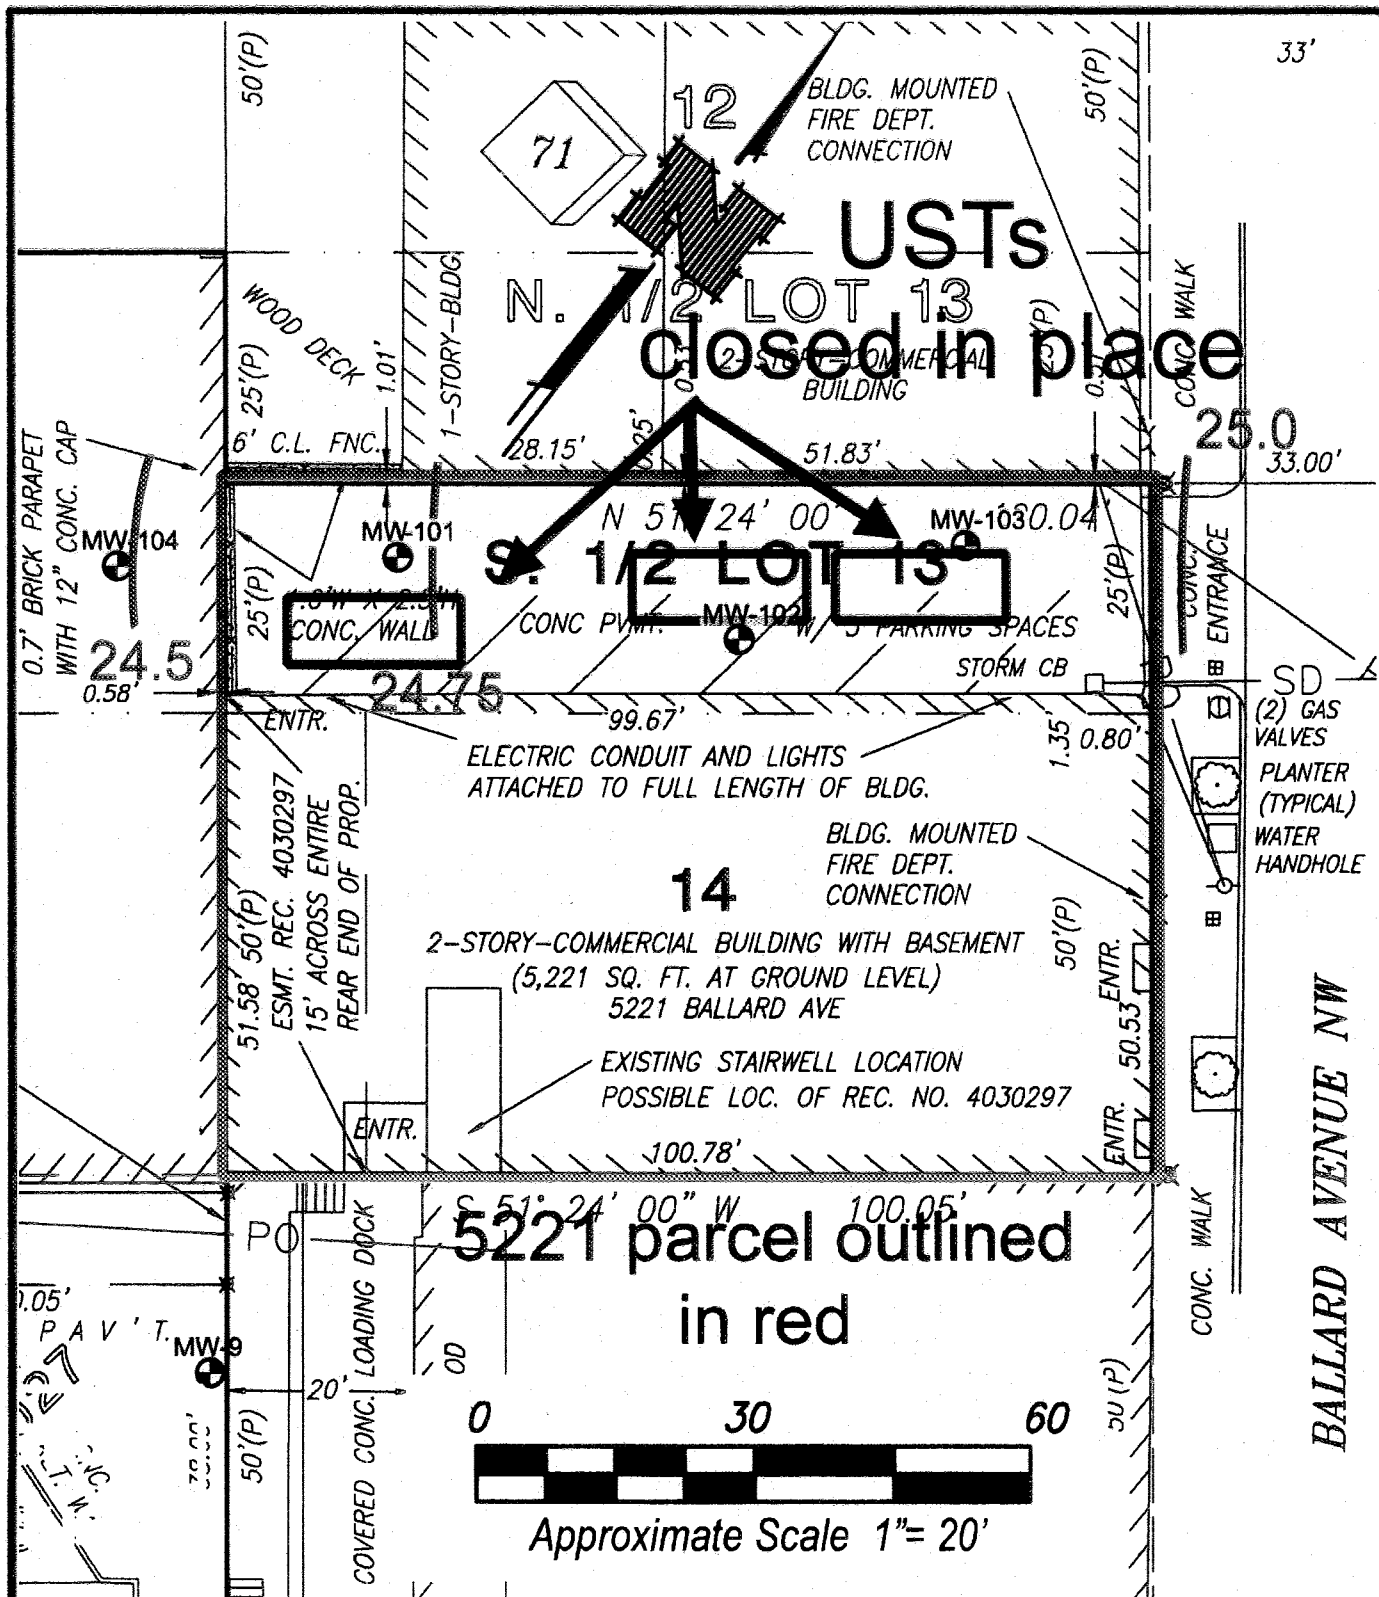 33'
50'(P)
50'(P)
12
BLDG. MOUNTED
FIRE DEPT.
CONNECTION
71
N
USTs
N. 1/2 LOT 13
closed in place
WOOD DECK
1-STORY-BLDG.
CONC. WALK
25'(P)
1.01'
2-STORY-COMMERCIAL
BUILDING
0.7' BRICK PARAPET
WITH 12" CONC. CAP
6' C.L. FNC.
28.15'
51.83'
25.0
33.00'
MW-104
MW-101
N 51° 24' 00"
MW-103
S. 1/2 LOT 13
25'(P)
25'(P)
CONC.
ENTRANCE
CONC. WALL
CONC PVMT.
MW-102
W/ 5 PARKING SPACES
24.5
0.58'
24.75
STORM CB
SD
ENTR.
99.67'
1.35'
0.80'
(2) GAS
VALVES
ELECTRIC CONDUIT AND LIGHTS
ATTACHED TO FULL LENGTH OF BLDG.
PLANTER
(TYPICAL)
WATER
HANDHOLE
51.58' 50'(P)
ESMT. REC. 4030297
15' ACROSS ENTIRE
REAR END OF PROP.
BLDG. MOUNTED
FIRE DEPT.
CONNECTION
14
2-STORY-COMMERCIAL BUILDING WITH BASEMENT
(5,221 SQ. FT. AT GROUND LEVEL)
5221 BALLARD AVE
50'(P)
ENTR.
50.53
EXISTING STAIRWELL LOCATION
POSSIBLE LOC. OF REC. NO. 4030297
ENTR.
ENTR.
100.78'
BALLARD AVENUE NW
S 51° 24' 00" W 100.05'
PO
5221 parcel outlined
in red
CONC. WALK
PAV'T.
MW-9
20'
COVERED CONC. LOADING DOCK
OD
50'(P)
50'(P)
0 30 60
Approximate Scale 1"= 20'